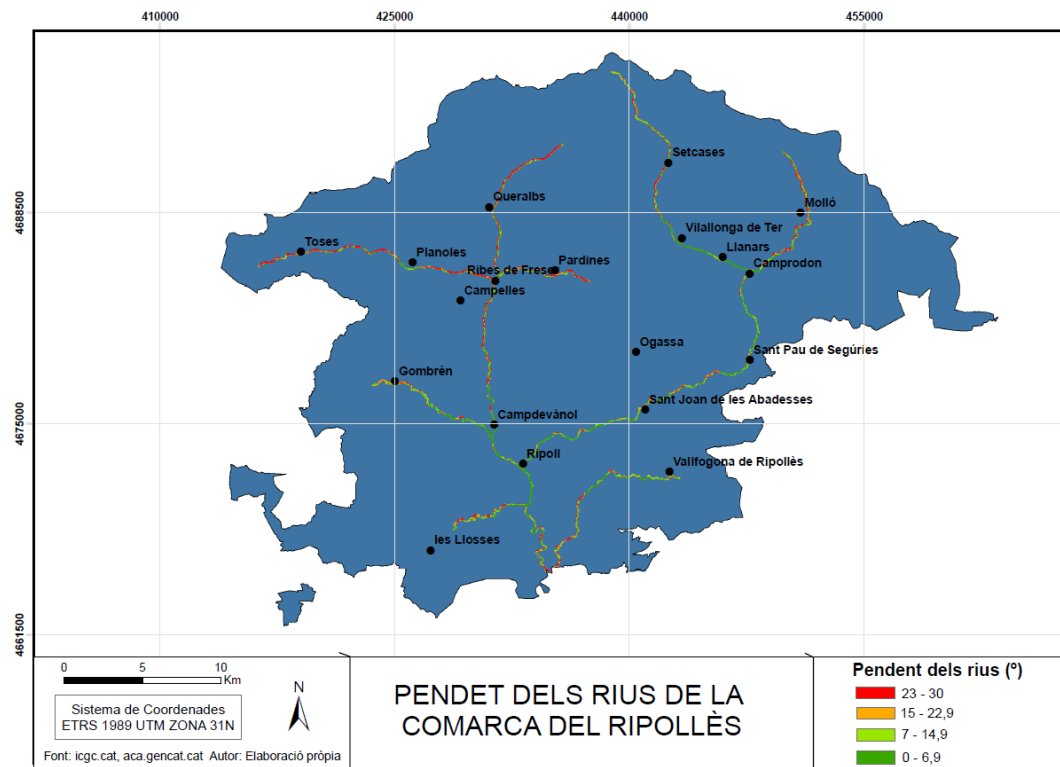 410000 425000 440000 455000
4688500
4675000
4661500
Setcases
Queralbs
Molló
Vilallonga de Ter
Toses
Llanars
Planoles
Pardines
Camprodon
Ribes de Freser
Campelles
Ogassa
Sant Pau de Segúries
Gombrèn
Sant Joan de les Abadesses
Campdevànol
Ripoll
Vallfogona de Ripollès
les Llosses
0 5 10
Km
N
Sistema de Coordenades
ETRS 1989 UTM ZONA 31N
Font: icgc.cat, aca.gencat.cat Autor: Elaboració pròpia
PENDET DELS RIUS DE LA
COMARCA DEL RIPOLLÈS
Pendent dels rius (°)
23 - 30
15 - 22,9
7 - 14,9
0 - 6,9